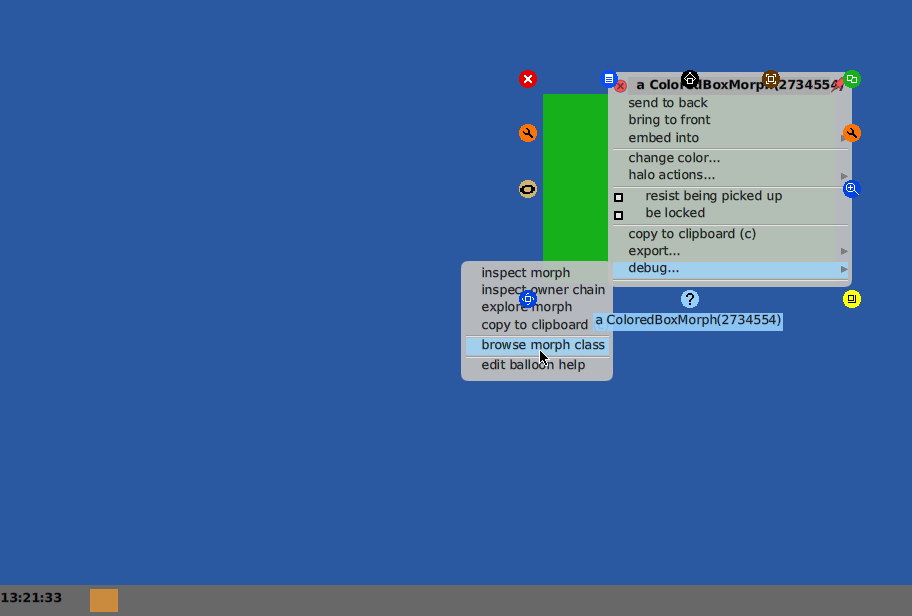 a ColoredBoxMorph(2734554)
send to back
bring to front
embed into
change color...
halo actions...
resist being picked up
be locked
copy to clipboard (c)
export...
debug...
inspect morph
inspect owner chain
explore morph
copy to clipboard
browse morph class
edit balloon help
?
a ColoredBoxMorph(2734554)
13:21:33